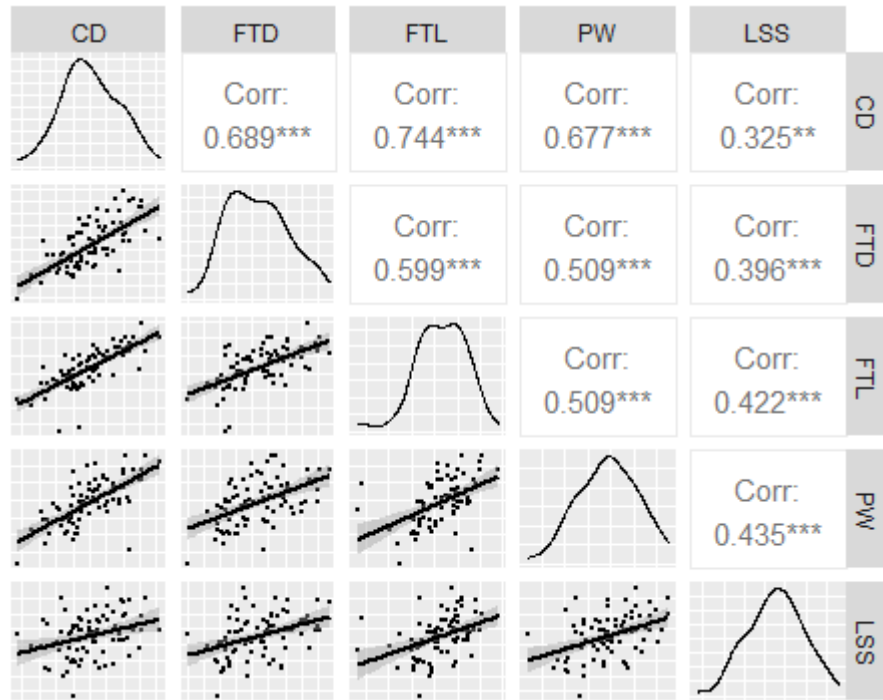 CD FTD FTL PW LSS
Corr: Corr: Corr: Corr:
0.689*** 0.744*** 0.677*** 0.325**
CD
Corr: Corr: Corr:
0.599*** 0.509*** 0.396***
FTD
Corr: Corr:
0.509*** 0.422***
FTL
Corr:
0.435***
PW
LSS